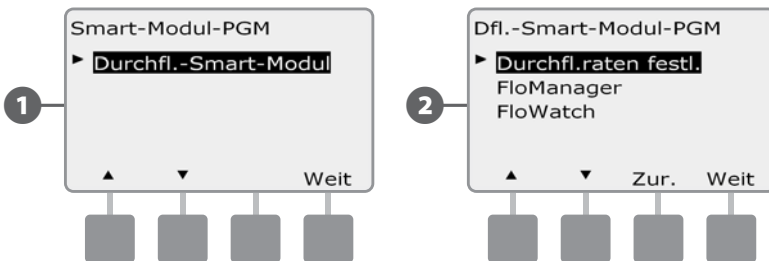 Smart-Modul-PGM
► Durchfl.-Smart-Modul
1
▲ ▼ Weit
Dfl.-Smart-Modul-PGM
► Durchfl.raten festl.
FloManager
FloWatch
2
▲ ▼ Zur. Weit